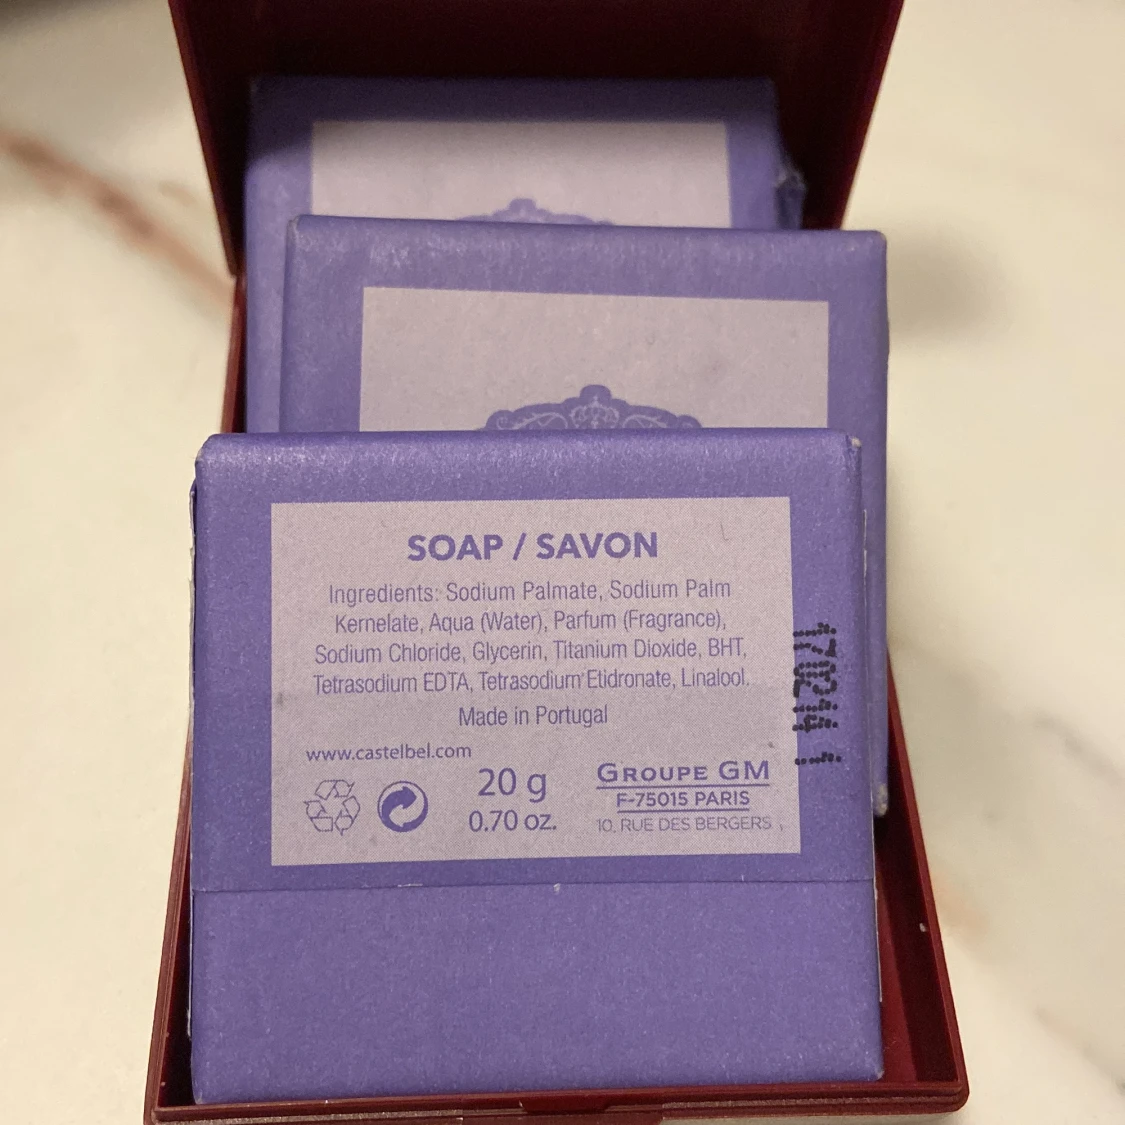 SOAP / SAVON
Ingredients: Sodium Palmate, Sodium Palm
Kernelate, Aqua (Water), Parfum (Fragrance),
Sodium Chloride, Glycerin, Titanium Dioxide, BHT,
Tetrasodium EDTA, Tetrasodium Etidronate, Linalool.
Made in Portugal
www.castelbel.com
20 g
0.70 oz.
GROUPE GM
F-75015 PARIS
10, RUE DES BERGERS